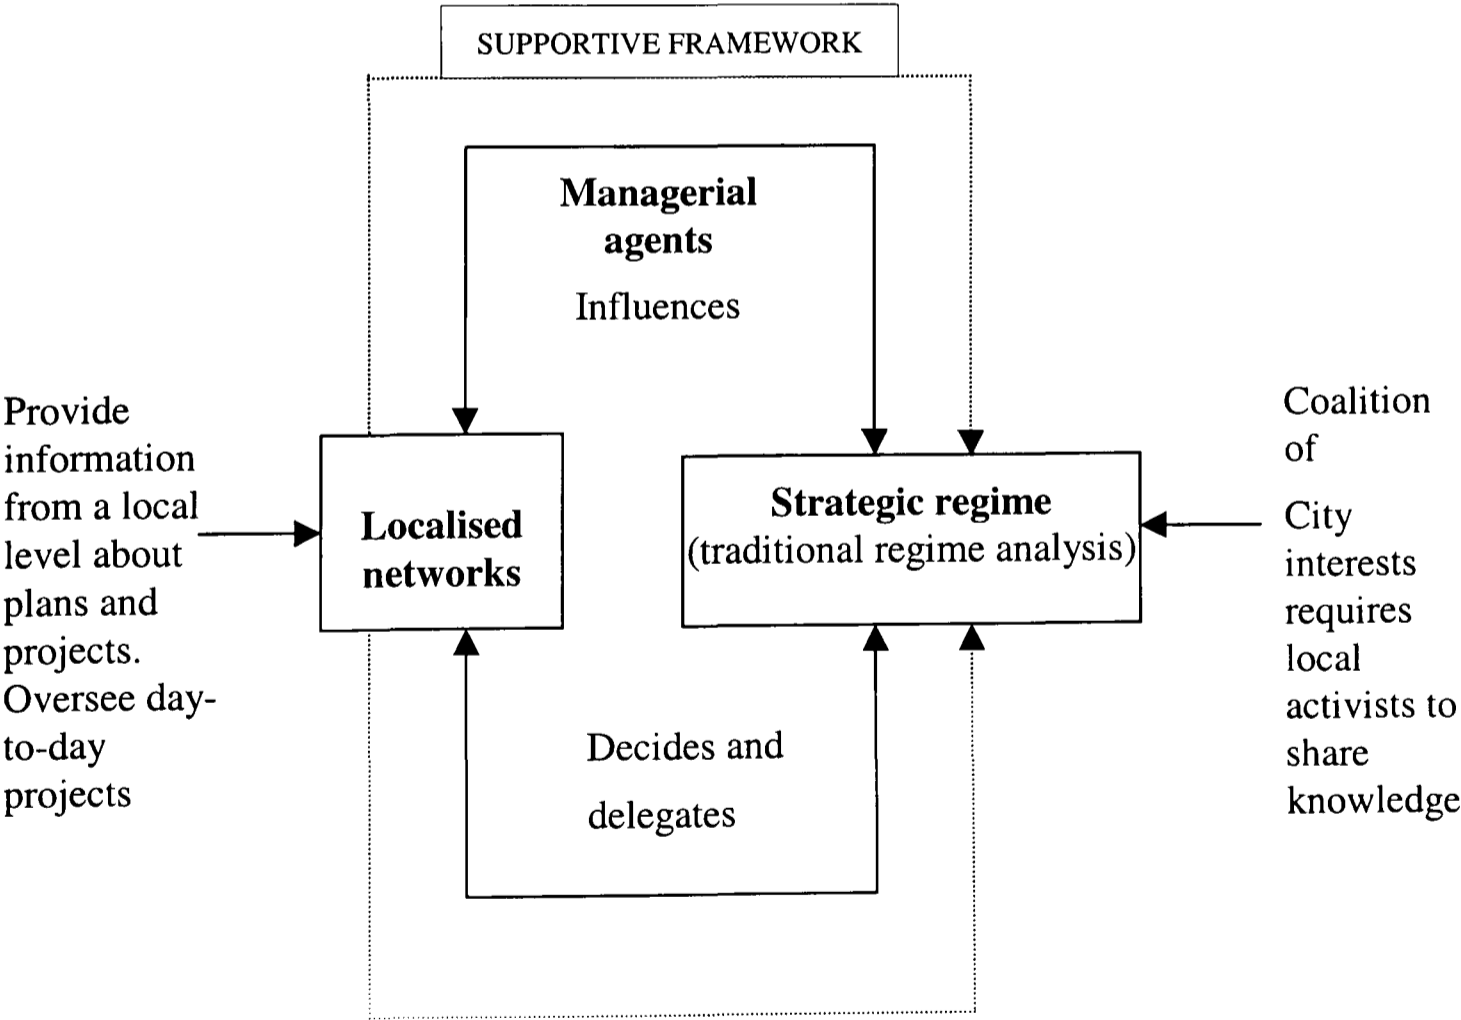 SUPPORTIVE FRAMEWORK
Managerial
agents
Influences
Provide
information
from a local
level about
plans and
projects.
Oversee day-
to-day
projects
Localised
networks
Strategic regime
(traditional regime analysis)
Coalition
of
City
interests
requires
local
activists to
share
knowledge
Decides and
delegates